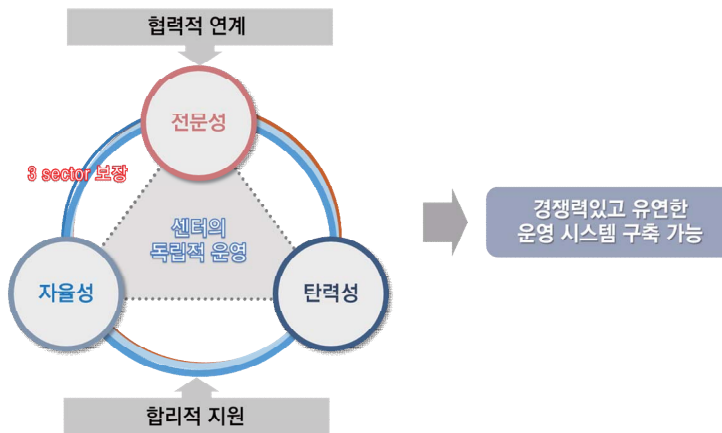 협력적 연계
전문성
3 sector 보장
센터의
독립적 운영
자율성
탄력성
합리적 지원
경쟁력있고 유연한
운영 시스템 구축 가능